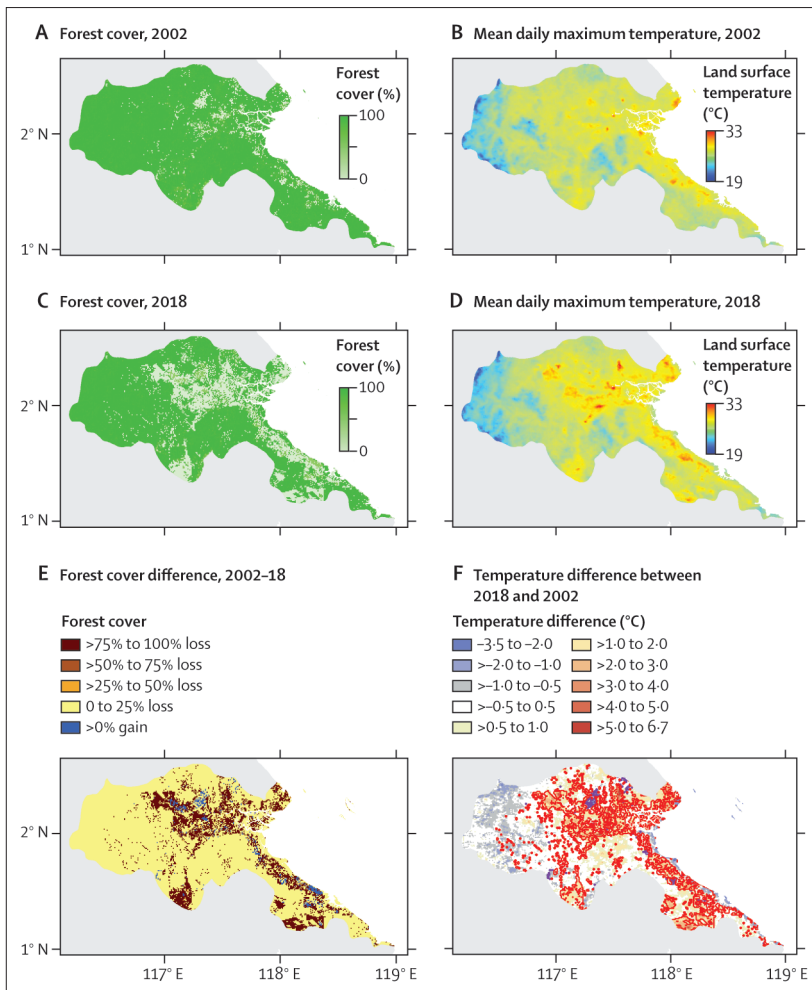 A Forest cover, 2002
Forest
cover (%)
100
0
2° N
1° N
B Mean daily maximum temperature, 2002
Land surface
temperature
(°C)
33
19
C Forest cover, 2018
Forest
cover (%)
100
0
2° N
1° N
D Mean daily maximum temperature, 2018
Land surface
temperature
(°C)
33
19
E Forest cover difference, 2002–18
Forest cover
>75% to 100% loss
>50% to 75% loss
>25% to 50% loss
0 to 25% loss
>0% gain
2° N
1° N
117° E
118° E
119° E
F Temperature difference between
2018 and 2002
Temperature difference (°C)
−3·5 to −2·0
>−2·0 to −1·0
>−1·0 to −0·5
>−0·5 to 0·5
>0·5 to 1·0
>1·0 to 2·0
>2·0 to 3·0
>3·0 to 4·0
>4·0 to 5·0
>5·0 to 6·7
117° E
118° E
119° E